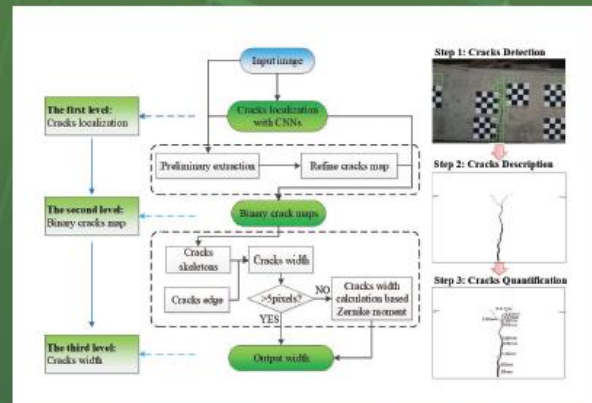 Input image
The first level:
Cracks localization
Cracks localization
with CNNs
Preliminary extraction
Refine cracks map
The second level:
Binary cracks map
Binary crack maps
Cracks
skeletons
Cracks width
Cracks edge
>5pixels?
NO
YES
Cracks width
calculation based
Zernike moment
The third level:
Cracks width
Output width
Step 1: Cracks Detection
Step 2: Cracks Description
Step 3: Cracks Quantification